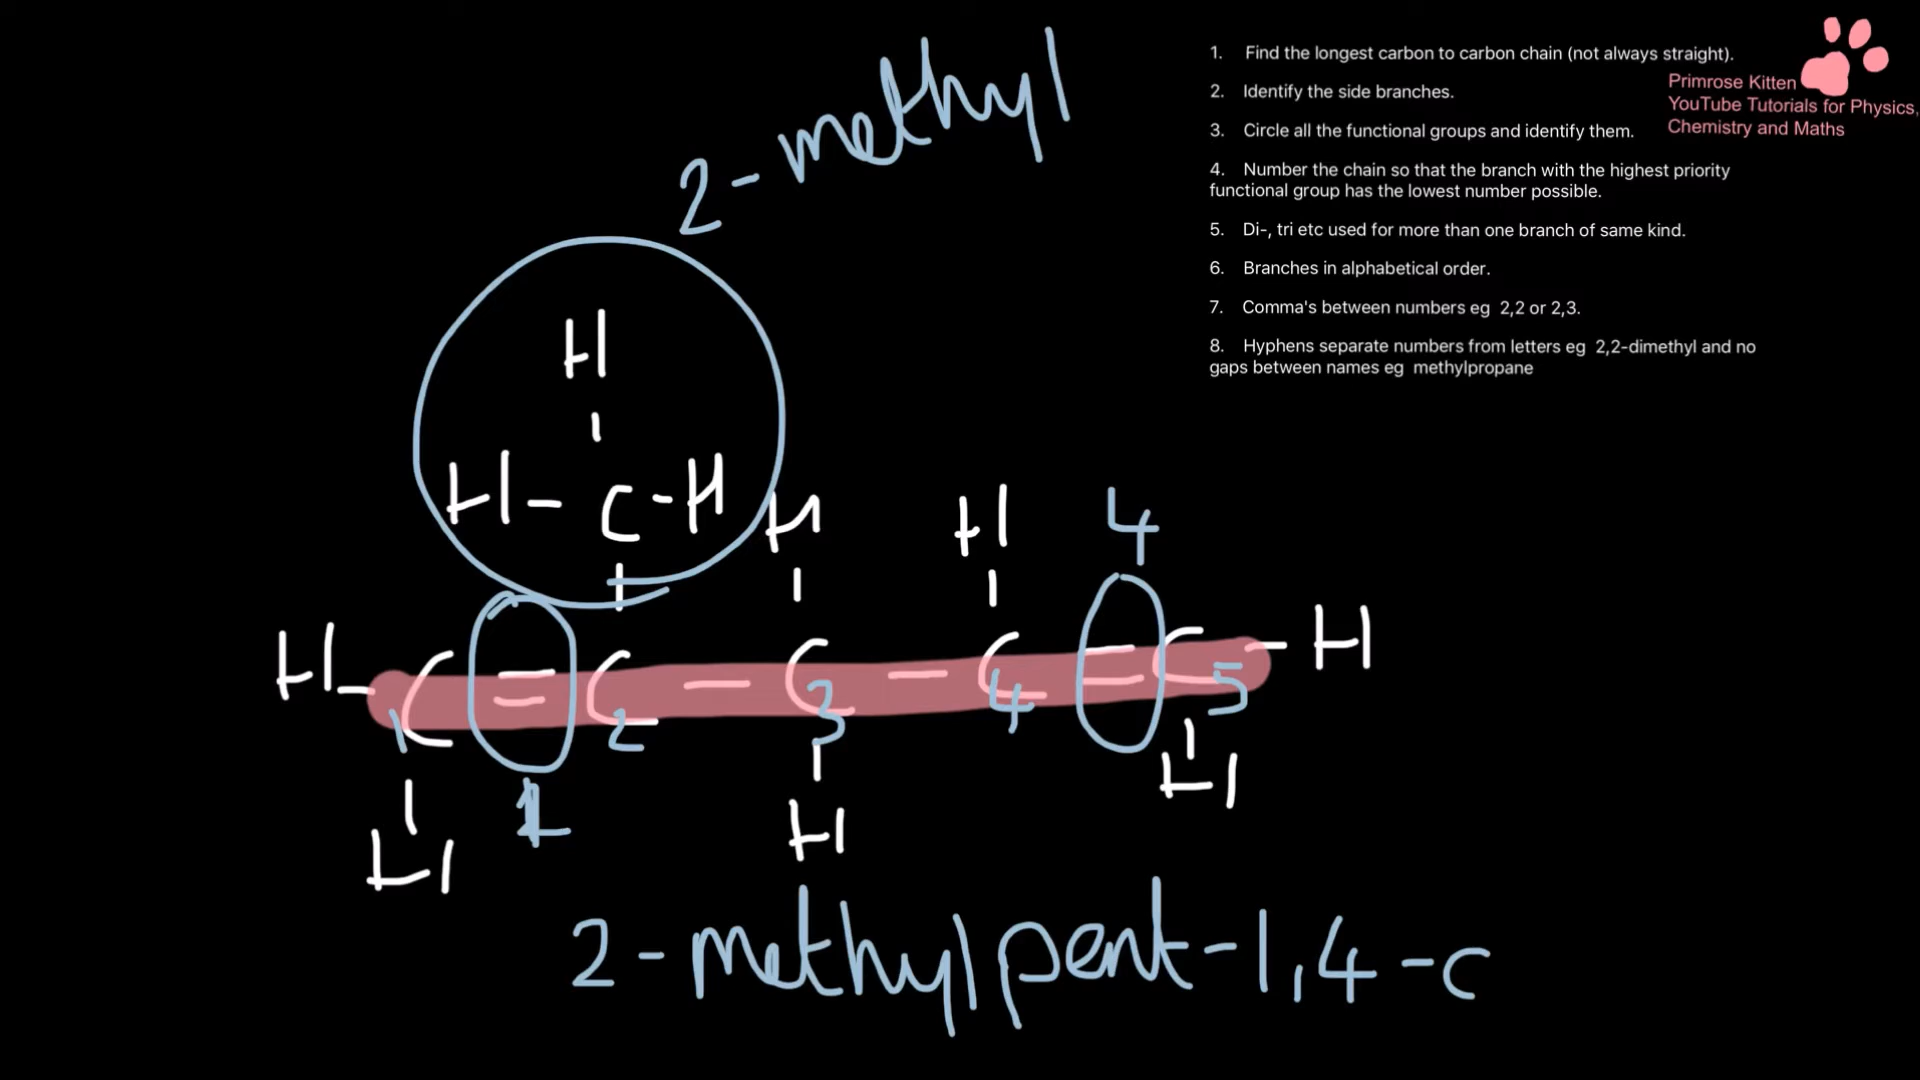 2-methyl
1. Find the longest carbon to carbon chain (not always straight).
2. Identify the side branches.
3. Circle all the functional groups and identify them.
4. Number the chain so that the branch with the highest priority
functional group has the lowest number possible.
5. Di-, tri etc used for more than one branch of same kind.
6. Branches in alphabetical order.
7. Comma's between numbers eg 2,2 or 2,3.
8. Hyphens separate numbers from letters eg 2,2-dimethyl and no
gaps between names eg methylpropane
Primrose Kitten
YouTube Tutorials for Physics,
Chemistry and Maths
H
H - C - H H H 4
H - C = C - C - C = C - H
1 2 3 4 5
1
H H H
2-methylpent-1,4-c